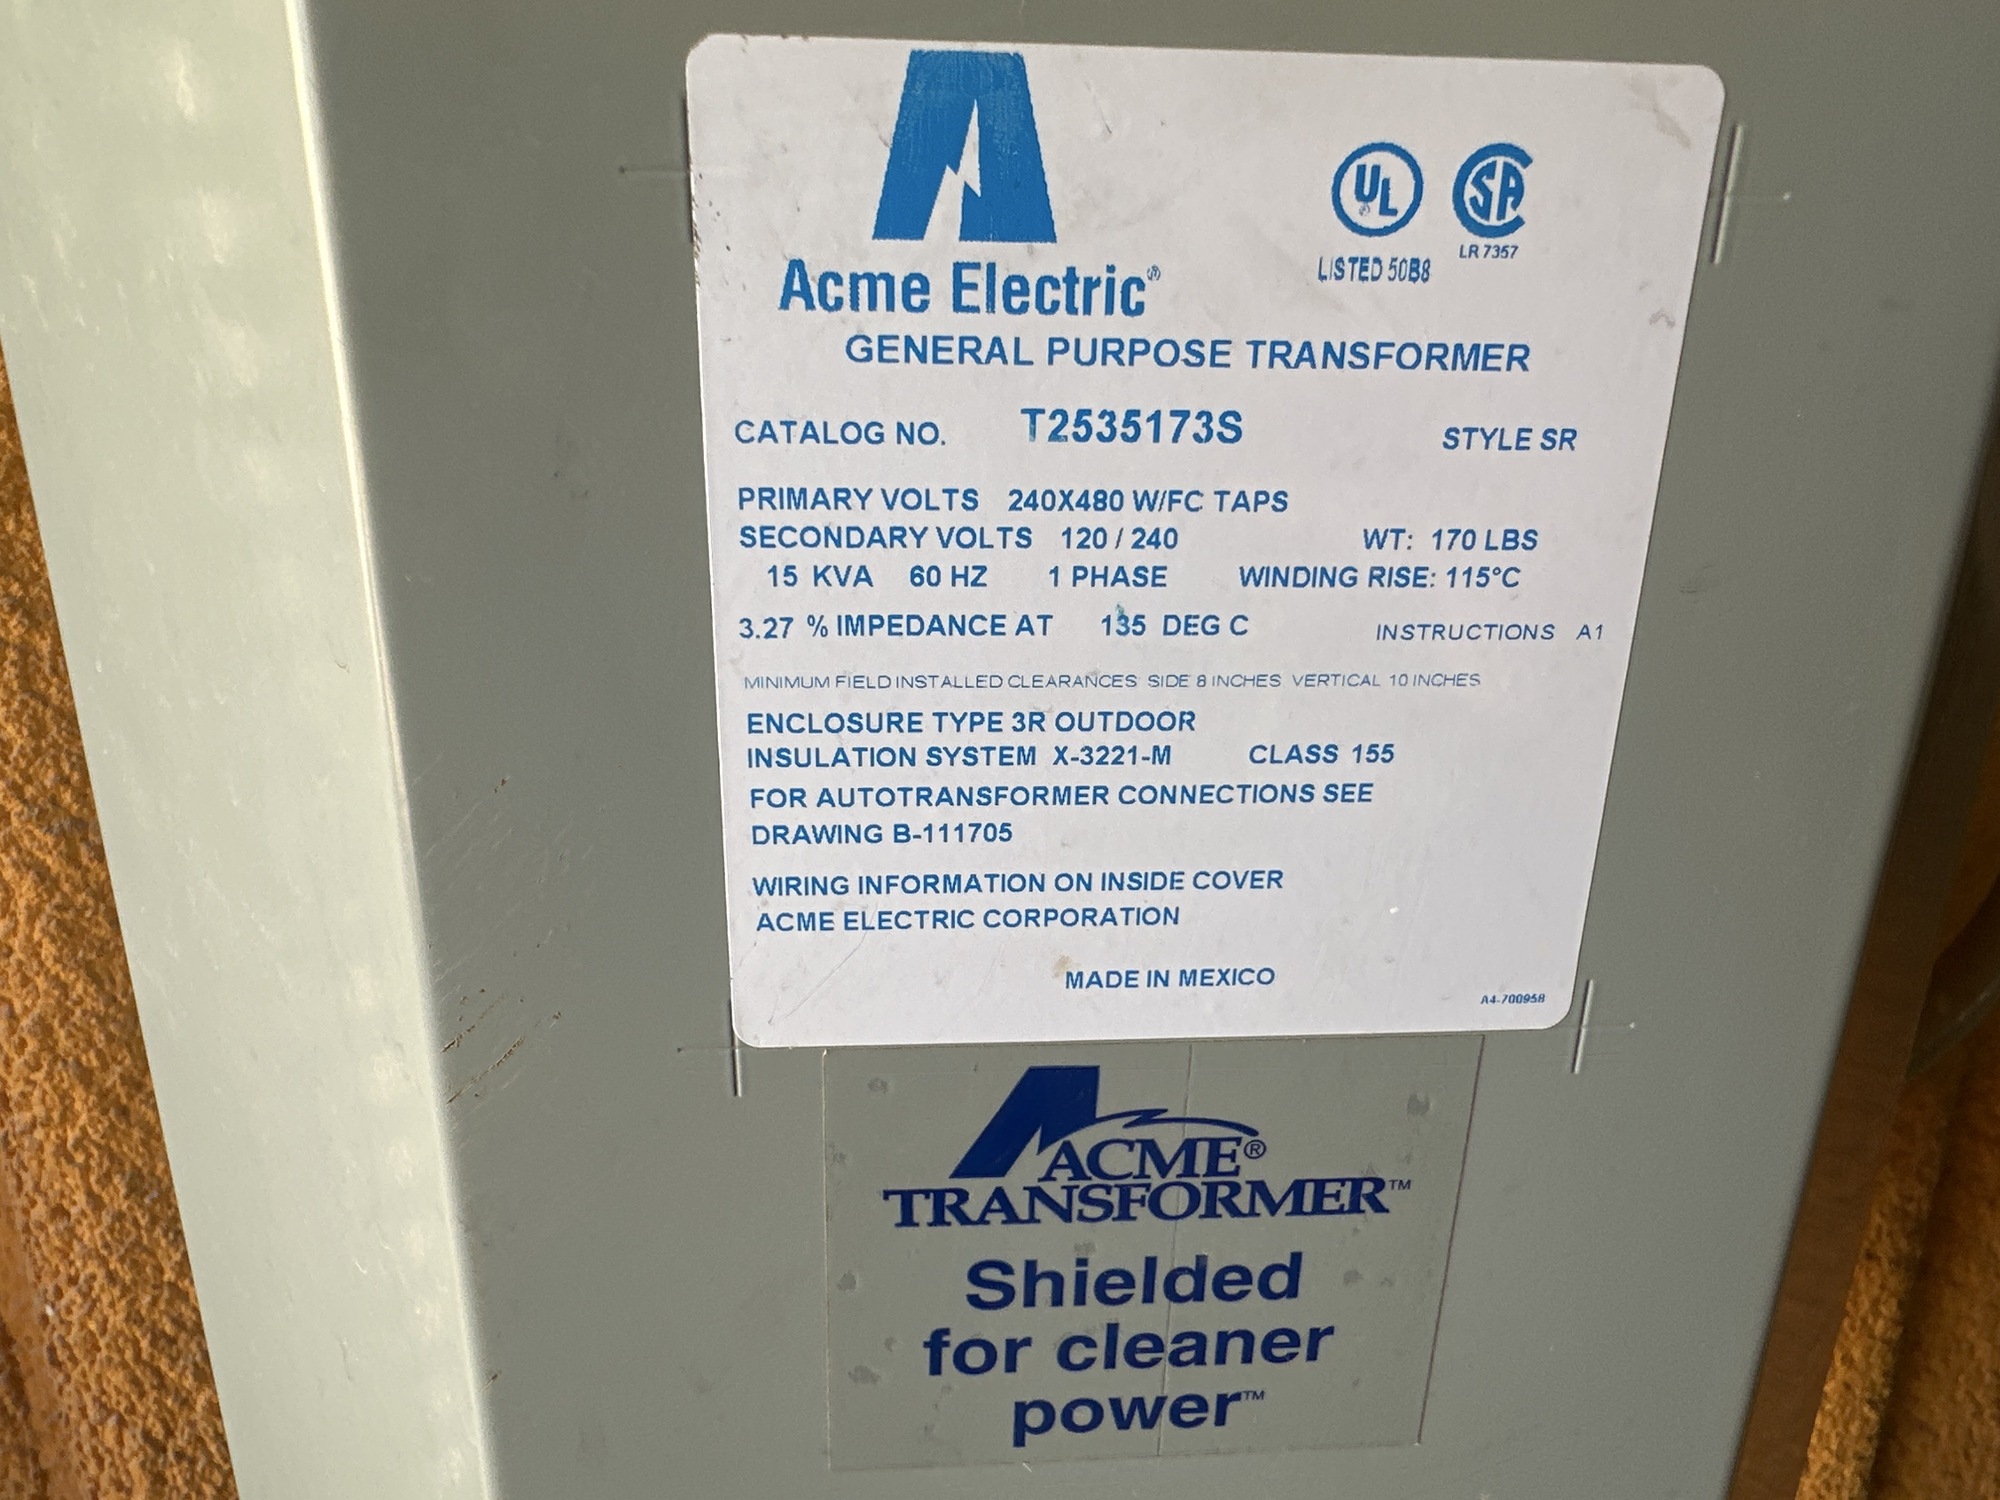 Acme Electric®
UL ®
LISTED 50B8
SA
LR 7357
GENERAL PURPOSE TRANSFORMER
CATALOG NO. T2535173S STYLE SR
PRIMARY VOLTS 240X480 W/FC TAPS
SECONDARY VOLTS 120 / 240 WT: 170 LBS
15 KVA 60 HZ 1 PHASE WINDING RISE: 115°C
3.27 % IMPEDANCE AT 135 DEG C INSTRUCTIONS A1
MINIMUM FIELD INSTALLED CLEARANCES SIDE 8 INCHES VERTICAL 10 INCHES
ENCLOSURE TYPE 3R OUTDOOR
INSULATION SYSTEM X-3221-M CLASS 155
FOR AUTOTRANSFORMER CONNECTIONS SEE
DRAWING B-111705
WIRING INFORMATION ON INSIDE COVER
ACME ELECTRIC CORPORATION
MADE IN MEXICO
A4-700958
ACME®
TRANSFORMER™
Shielded
for cleaner
power™